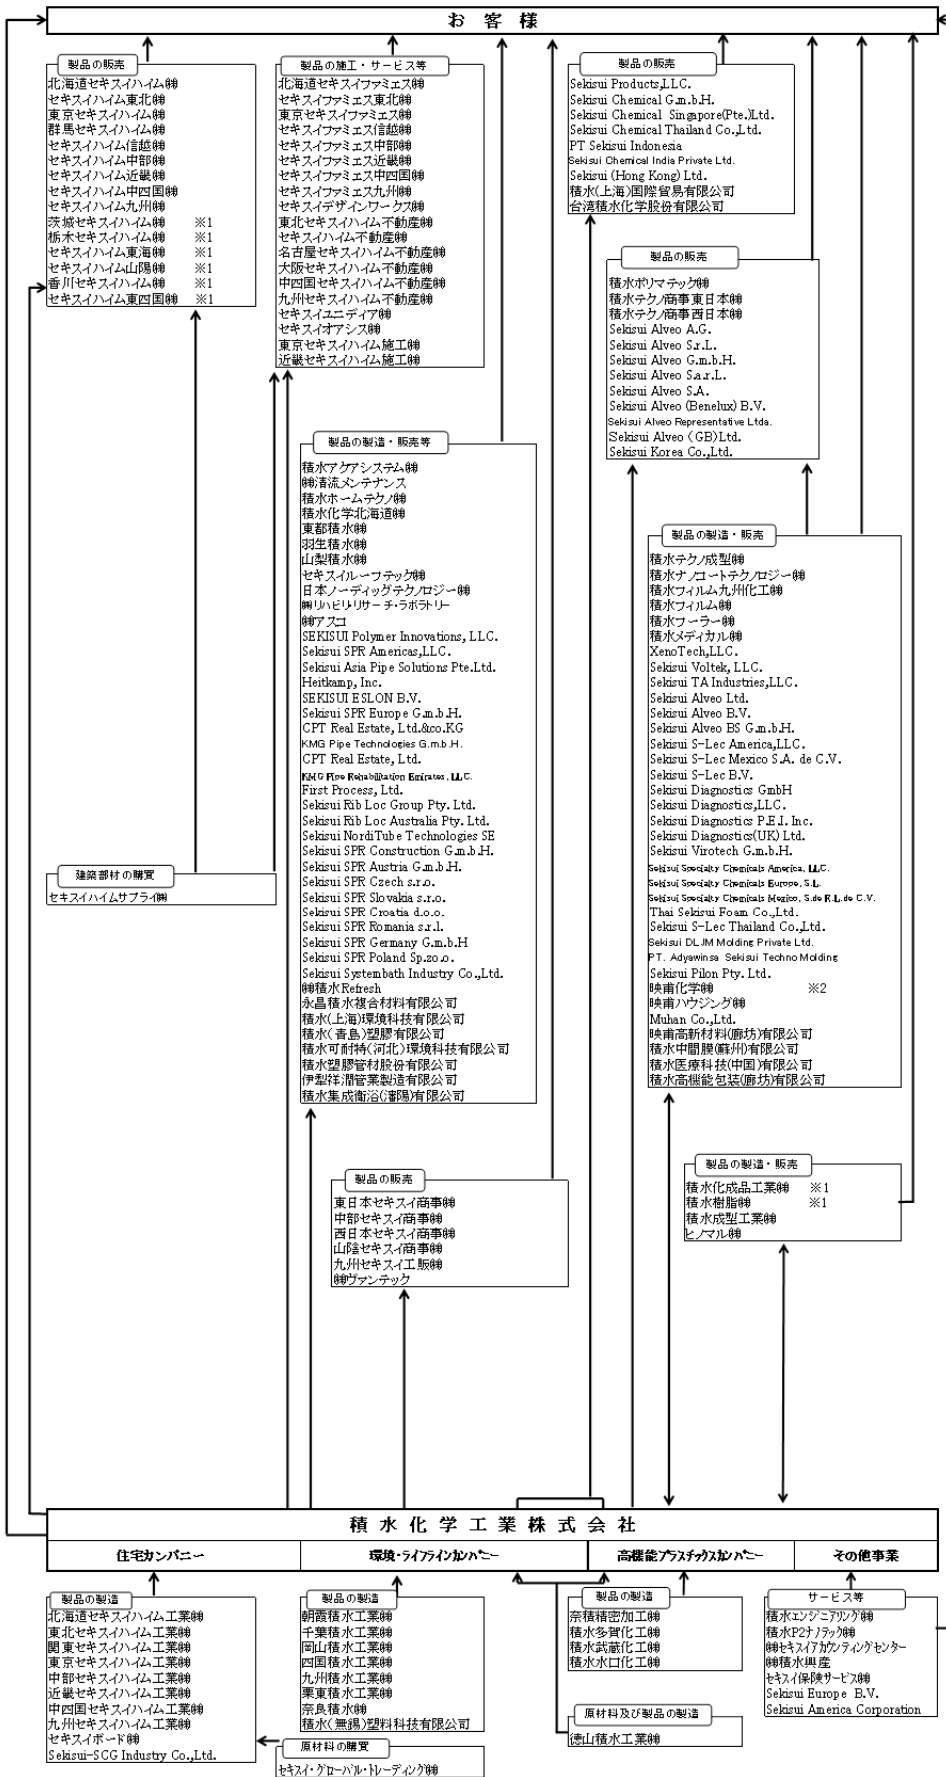 お客様
製品の販売
北海道セキスイハイム㈱
セキスイハイム東北㈱
東京セキスイハイム㈱
群馬セキスイハイム㈱
セキスイハイム信越㈱
セキスイハイム中部㈱
セキスイハイム近畿㈱
セキスイハイム中四国㈱
セキスイハイム九州㈱
茨城セキスイハイム㈱ ※1
栃木セキスイハイム㈱ ※1
セキスイハイム東海㈱ ※1
セキスイハイム山陽㈱ ※1
香川セキスイハイム㈱ ※1
セキスイハイム東四国㈱ ※1
製品の施工・サービス等
北海道セキスイファミエス㈱
セキスイファミエス東北㈱
東京セキスイファミエス㈱
セキスイファミエス信越㈱
セキスイファミエス中部㈱
セキスイファミエス近畿㈱
セキスイファミエス中四国㈱
セキスイファミエス九州㈱
セキスイデザインワークス㈱
東北セキスイハイム不動産㈱
セキスイハイム不動産㈱
名古屋セキスイハイム不動産㈱
大阪セキスイハイム不動産㈱
中四国セキスイハイム不動産㈱
九州セキスイハイム不動産㈱
セキスイユニディア㈱
セキスイオアシス㈱
東京セキスイハイム施工㈱
近畿セキスイハイム施工㈱
製品の販売
Sekisui Products,LLC.
Sekisui Chemical G.m.b.H.
Sekisui Chemical Singapore(Pte.)Ltd.
Sekisui Chemical Thailand Co.,Ltd.
PT Sekisui Indonesia
Sekisui Chemical India Private Ltd.
Sekisui (Hong Kong) Ltd.
積水(上海)国際貿易有限公司
台湾積水化学股份有限公司
製品の販売
積水ポリマテック㈱
積水テクノ商事東日本㈱
積水テクノ商事西日本㈱
Sekisui Alveo A.G.
Sekisui Alveo S.r.L.
Sekisui Alveo G.m.b.H.
Sekisui Alveo S.a.r.L.
Sekisui Alveo S.A.
Sekisui Alveo (Benelux) B.V.
Sekisui Alveo Representative Ltda.
Sekisui Alveo (GB)Ltd.
Sekisui Korea Co.,Ltd.
製品の製造・販売等
積水アクアシステム㈱
㈱清流メンテナンス
積水ホームテクノ㈱
積水化学北海道㈱
東都積水㈱
羽生積水㈱
山梨積水㈱
セキスイルーフテック㈱
日本ノーディッグテクノロジー㈱
㈱リハビリ・リサーチ・ラボラトリー
㈱アスコ
SEKISUI Polymer Innovations, LLC.
Sekisui SPR Americas,LLC.
Sekisui Asia Pipe Solutions Pte.Ltd.
Heitkamp, Inc.
SEKISUI ESLON B.V.
Sekisui SPR Europe G.m.b.H.
CPT Real Estate, Ltd.&co.KG
KMG Pipe Technologies G.m.b.H.
CPT Real Estate, Ltd.
KMG Pipe Rehabilitation Emirates, LLC.
First Process, Ltd.
Sekisui Rib Loc Group Pty. Ltd.
Sekisui Rib Loc Australia Pty. Ltd.
Sekisui NordiTube Technologies SE
Sekisui SPR Construction G.m.b.H.
Sekisui SPR Austria G.m.b.H.
Sekisui SPR Czech s.r.o.
Sekisui SPR Slovakia s.r.o.
Sekisui SPR Croatia d.o.o.
Sekisui SPR Romania s.r.l.
Sekisui SPR Germany G.m.b.H
Sekisui SPR Poland Sp.zo.o.
Sekisui Systembath Industry Co.,Ltd.
㈱積水Refresh
永昌積水複合材料有限公司
積水(上海)環境科技有限公司
積水(青島)塑膠有限公司
積水可耐特(河北)環境科技有限公司
積水塑膠管材股份有限公司
伊犁祥潤管業製造有限公司
積水集成衛浴(瀋陽)有限公司
製品の製造・販売
積水テクノ成型㈱
積水ナノコートテクノロジー㈱
積水フィルム九州化工㈱
積水フィルム㈱
積水フーラー㈱
積水メディカル㈱
XenoTech,LLC.
Sekisui Voltek, LLC.
Sekisui TA Industries,LLC.
Sekisui Alveo Ltd.
Sekisui Alveo B.V.
Sekisui Alveo BS G.m.b.H.
Sekisui S-Lec America,LLC.
Sekisui S-Lec Mexico S.A. de C.V.
Sekisui S-Lec B.V.
Sekisui Diagnostics GmbH
Sekisui Diagnostics,LLC.
Sekisui Diagnostics P.E.I. Inc.
Sekisui Diagnostics(UK) Ltd.
Sekisui Virotech G.m.b.H.
Sekisui Specialty Chemicals America, LLC.
Sekisui Specialty Chemicals Europe, S.L.
Sekisui Specialty Chemicals Mexico, S.de R.L.de C.V.
Thai Sekisui Foam Co.,Ltd.
Sekisui S-Lec Thailand Co.,Ltd.
Sekisui DLJM Molding Private Ltd.
PT. Adyawinsa Sekisui Techno Molding
Sekisui Pilon Pty. Ltd.
映甫化学㈱ ※2
映甫ハウジング㈱
Muhan Co.,Ltd.
映甫高新材料(廊坊)有限公司
積水中間膜(蘇州)有限公司
積水医療科技(中国)有限公司
積水高機能包装(廊坊)有限公司
建築部材の購買
セキスイハイムサプライ㈱
製品の販売
東日本セキスイ商事㈱
中部セキスイ商事㈱
西日本セキスイ商事㈱
山陰セキスイ商事㈱
九州セキスイ工販㈱
㈱ヴァンテック
製品の製造・販売
積水化成品工業㈱ ※1
積水樹脂㈱ ※1
積水成型工業㈱
ヒノマル㈱
積水化学工業株式会社
住宅カンパニー
環境・ライフラインカンパニー
高機能プラスチックスカンパニー
その他事業
製品の製造
北海道セキスイハイム工業㈱
東北セキスイハイム工業㈱
関東セキスイハイム工業㈱
東京セキスイハイム工業㈱
中部セキスイハイム工業㈱
近畿セキスイハイム工業㈱
中四国セキスイハイム工業㈱
九州セキスイハイム工業㈱
セキスイボード㈱
Sekisui-SCG Industry Co.,Ltd.
製品の製造
朝霞積水工業㈱
千葉積水工業㈱
岡山積水工業㈱
四国積水工業㈱
九州積水工業㈱
栗東積水工業㈱
奈良積水㈱
積水(無錫)塑料科技有限公司
原材料の購買
セキスイ・グローバル・トレーディング㈱
製品の製造
奈積精密加工㈱
積水多賀化工㈱
積水武蔵化工㈱
積水水口化工㈱
原材料及び製品の製造
徳山積水工業㈱
サービス等
積水エンジニアリング㈱
積水P2ナノテック㈱
㈱セキスイアカウンティングセンター
㈱積水興産
セキスイ保険サービス㈱
Sekisui Europe B.V.
Sekisui America Corporation